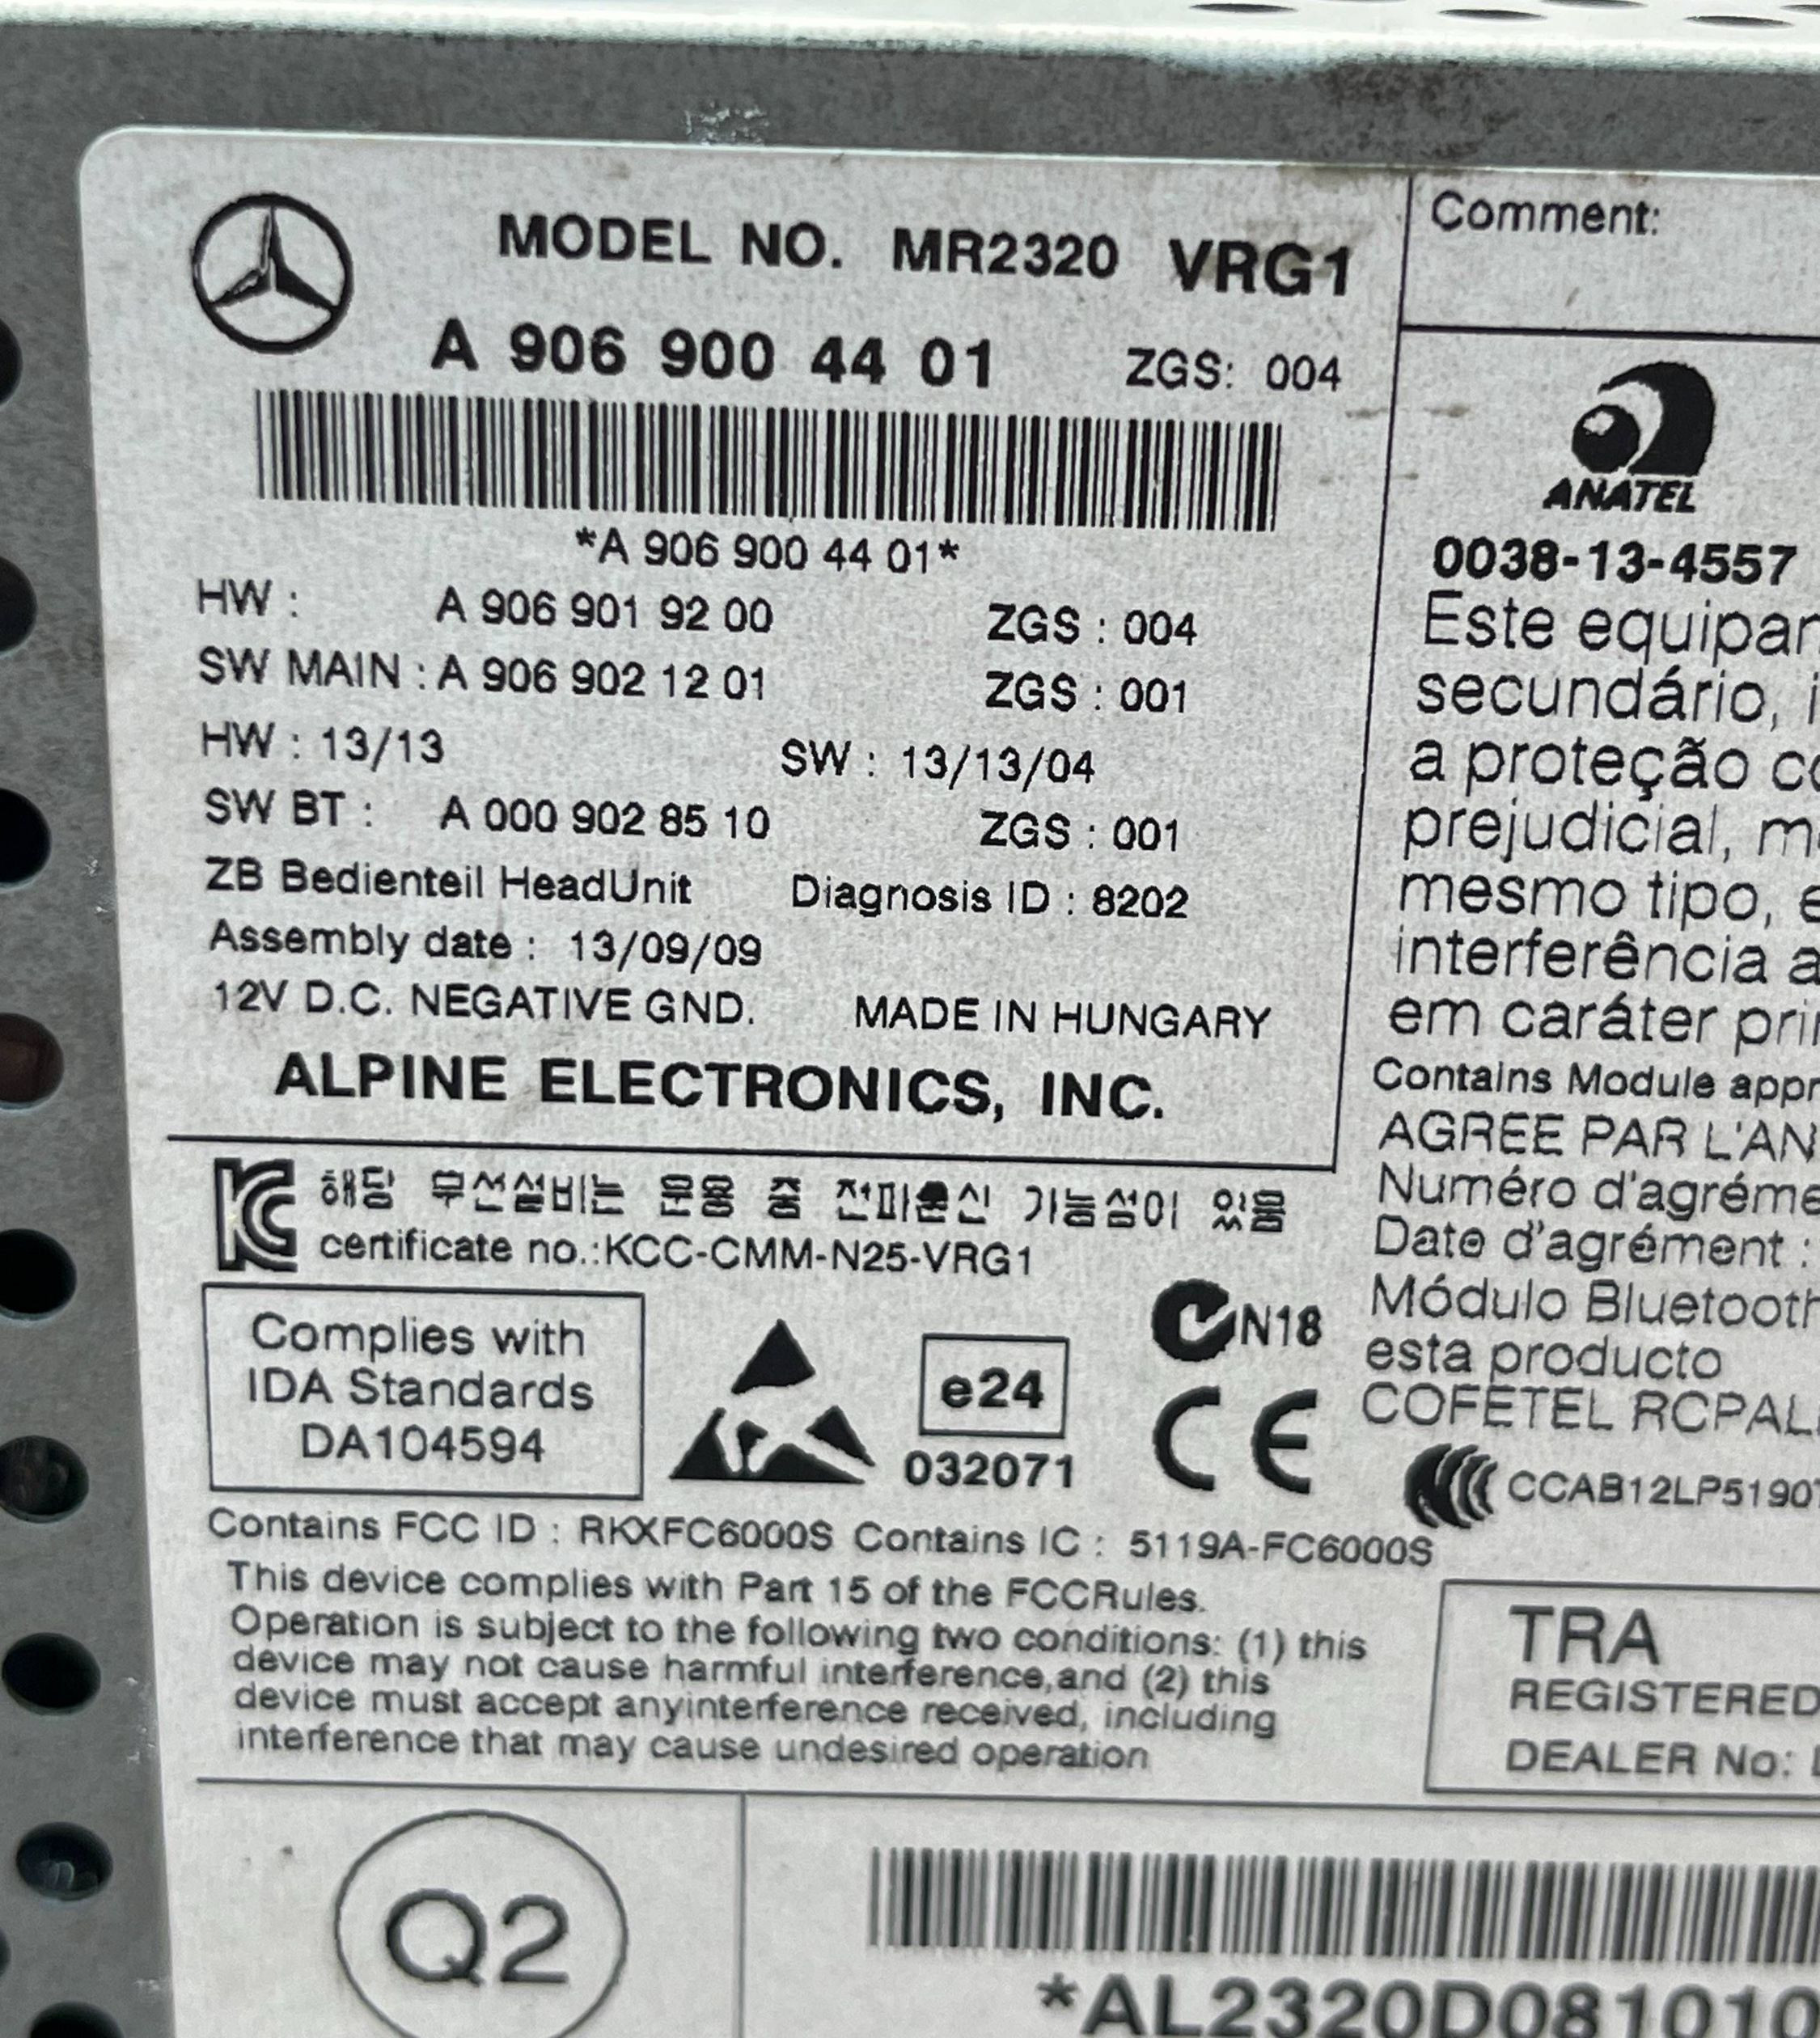 MODEL NO. MR2320 VRG1
A 906 900 44 01 ZGS: 004
*A 906 900 44 01*
HW : A 906 901 92 00 ZGS : 004
SW MAIN : A 906 902 12 01 ZGS : 001
HW : 13/13 SW : 13/13/04
SW BT : A 000 902 85 10 ZGS : 001
ZB Bedienteil HeadUnit Diagnosis ID : 8202
Assembly date : 13/09/09
12V D.C. NEGATIVE GND. MADE IN HUNGARY
ALPINE ELECTRONICS, INC.
해당 무선설비는 운용 중 전파혼신 가능성이 있음
certificate no.:KCC-CMM-N25-VRG1
Complies with
IDA Standards
DA104594
e24
032071
N18
CE
Contains FCC ID : RKXFC6000S Contains IC : 5119A-FC6000S
This device complies with Part 15 of the FCCRules.
Operation is subject to the following two conditions: (1) this
device may not cause harmful interference,and (2) this
device must accept anyinterference received, including
interference that may cause undesired operation
Q2
Comment:
ANATEL
0038-13-4557
Este equipar
secundário, i
a proteção co
prejudicial, m
mesmo tipo, e
interferência a
em caráter pri
Contains Module appr
AGREE PAR L'AN
Numéro d'agréme
Date d'agrément :
Módulo Bluetooth
esta producto
COFETEL RCPAL
CCAB12LP5190
TRA
REGISTERED
DEALER No:
*AL2320D081010